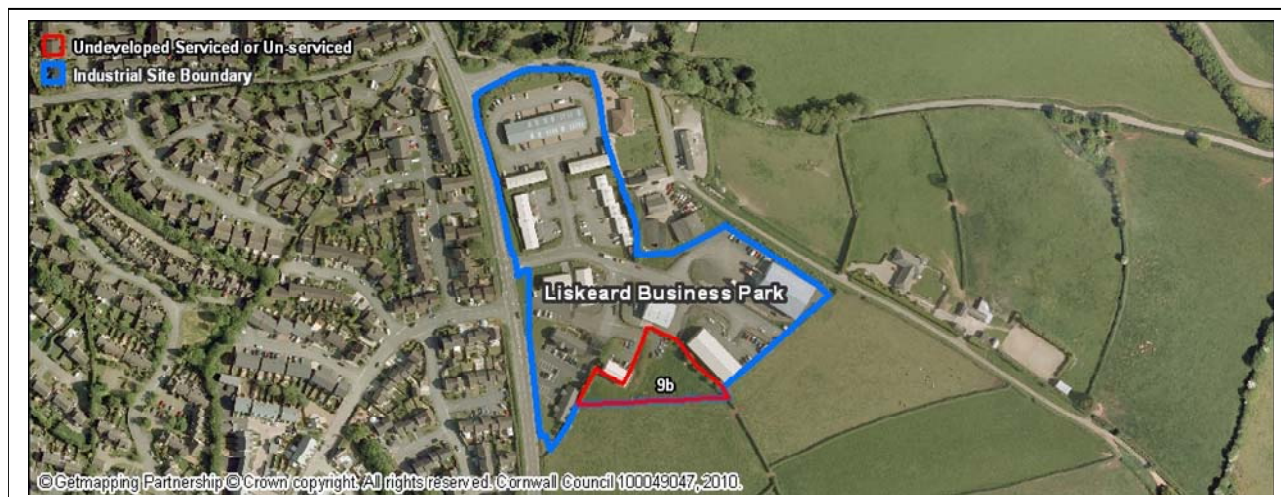 Undeveloped Serviced or Un-serviced
Industrial Site Boundary
Liskeard Business Park
9b
© Getmapping Partnership © Crown copyright. All rights reserved. Cornwall Council 100049047, 2010.